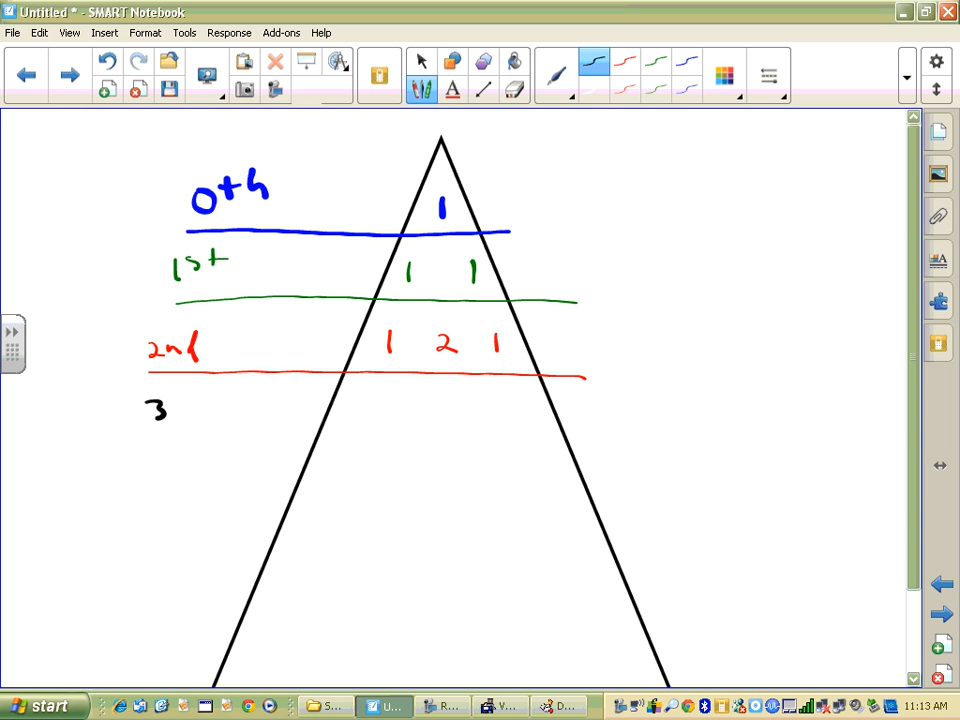 Untitled * - SMART Notebook
File Edit View Insert Format Tools Response Add-ons Help
0th 1
1st 1 1
2nd 1 2 1
3
start S... U... R... Y... D... 11:13 AM